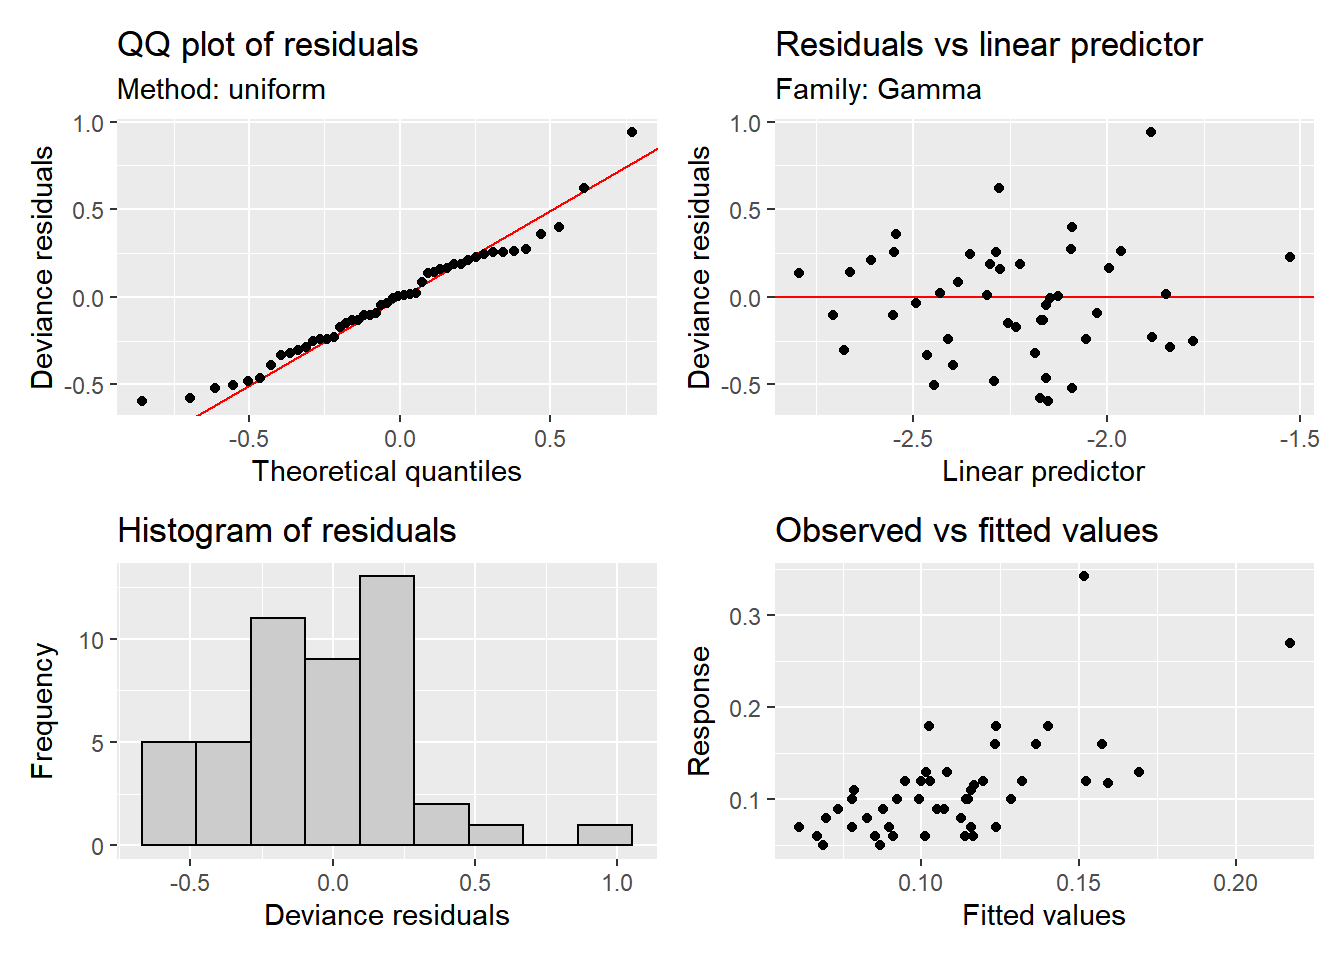 QQ plot of residuals
Method: uniform
1.0
0.5
0.0
-0.5
Deviance residuals
-0.5
0.0
0.5
Theoretical quantiles
Residuals vs linear predictor
Family: Gamma
1.0
0.5
0.0
-0.5
Deviance residuals
-2.5
-2.0
-1.5
Linear predictor
Histogram of residuals
10
5
0
Frequency
-0.5
0.0
0.5
1.0
Deviance residuals
Observed vs fitted values
0.3
0.2
0.1
Response
0.10
0.15
0.20
Fitted values